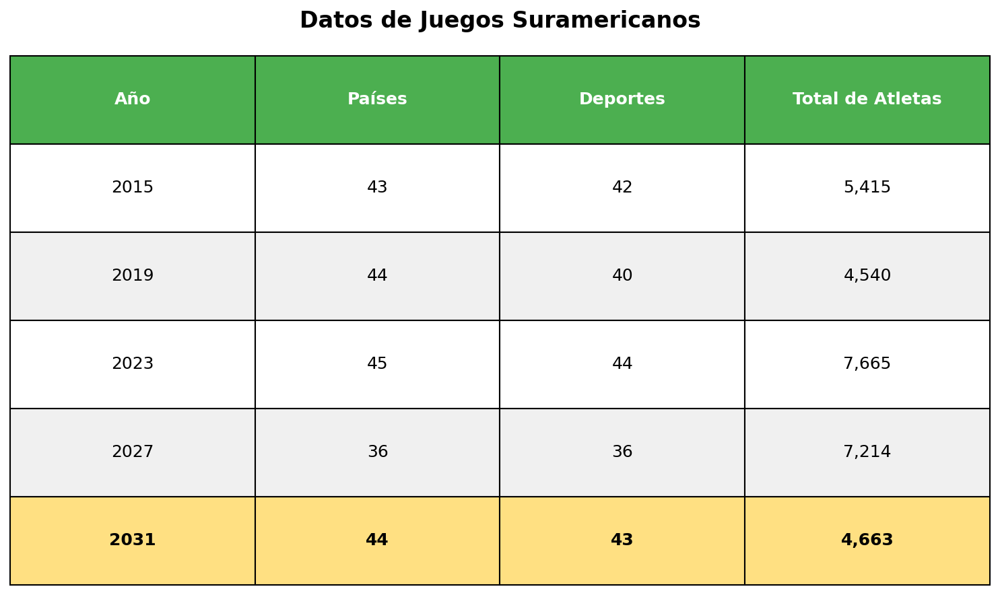 Datos de Juegos Suramericanos
Año Países Deportes Total de Atletas
2015 43 42 5,415
2019 44 40 4,540
2023 45 44 7,665
2027 36 36 7,214
2031 44 43 4,663